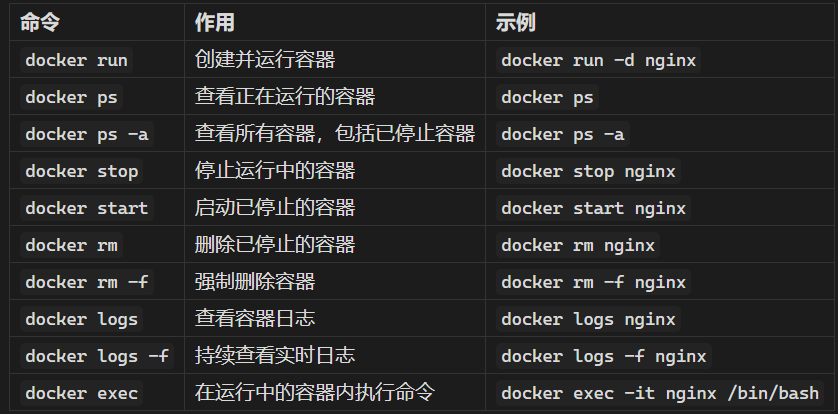 命令 作用 示例
docker run 创建并运行容器 docker run -d nginx
docker ps 查看正在运行的容器 docker ps
docker ps -a 查看所有容器，包括已停止容器 docker ps -a
docker stop 停止运行中的容器 docker stop nginx
docker start 启动已停止的容器 docker start nginx
docker rm 删除已停止的容器 docker rm nginx
docker rm -f 强制删除容器 docker rm -f nginx
docker logs 查看容器日志 docker logs nginx
docker logs -f 持续查看实时日志 docker logs -f nginx
docker exec 在运行中的容器内执行命令 docker exec -it nginx /bin/bash